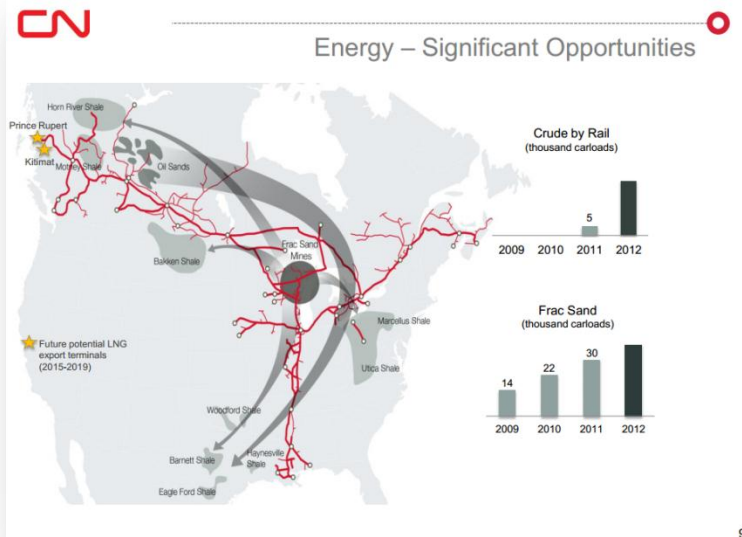 CN
Energy – Significant Opportunities
Horn River Shale
Prince Rupert
Kitimat
Motney Shale
Oil Sands
Bakken Shale
Frac Sand
Mines
Marcellus Shale
Utica Shale
Woodford Shale
Barnett Shale
Haynesville
Shale
Eagle Ford Shale
Future potential LNG
export terminals
(2015-2019)
Crude by Rail
(thousand carloads)
5
2009 2010 2011 2012
Frac Sand
(thousand carloads)
14 22 30
2009 2010 2011 2012
9